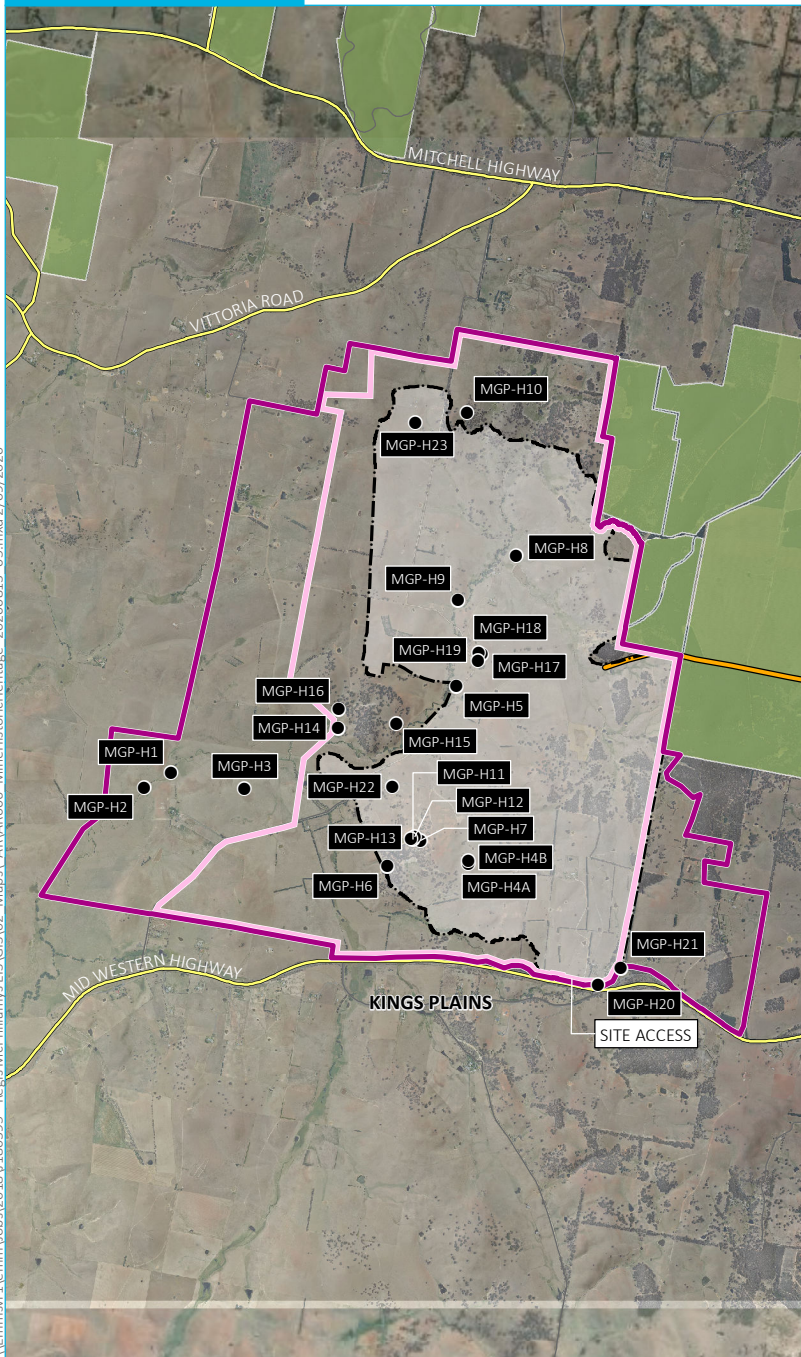 MITCHELL HIGHWAY
VITTORIA ROAD
MGP-H10
MGP-H23
MGP-H8
MGP-H9
MGP-H18
MGP-H19
MGP-H17
MGP-H16
MGP-H5
MGP-H14
MGP-H15
MGP-H1
MGP-H3
MGP-H2
MGP-H22
MGP-H11
MGP-H12
MGP-H13
MGP-H7
MGP-H4B
MGP-H6
MGP-H4A
MGP-H21
MID WESTERN HIGHWAY
KINGS PLAINS
MGP-H20
SITE ACCESS